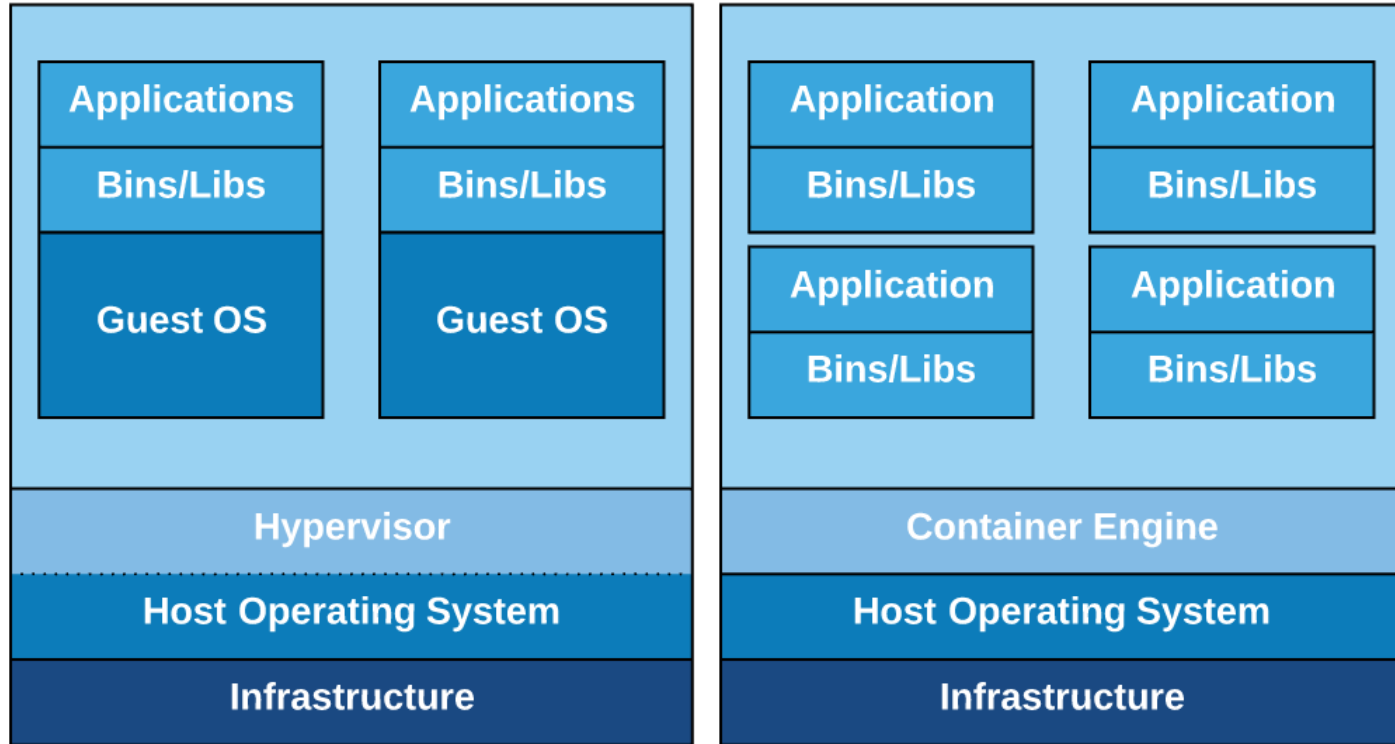 Applications
Bins/Libs
Guest OS
Applications
Bins/Libs
Guest OS
Hypervisor
Host Operating System
Infrastructure
Application
Bins/Libs
Application
Bins/Libs
Application
Bins/Libs
Application
Bins/Libs
Container Engine
Host Operating System
Infrastructure